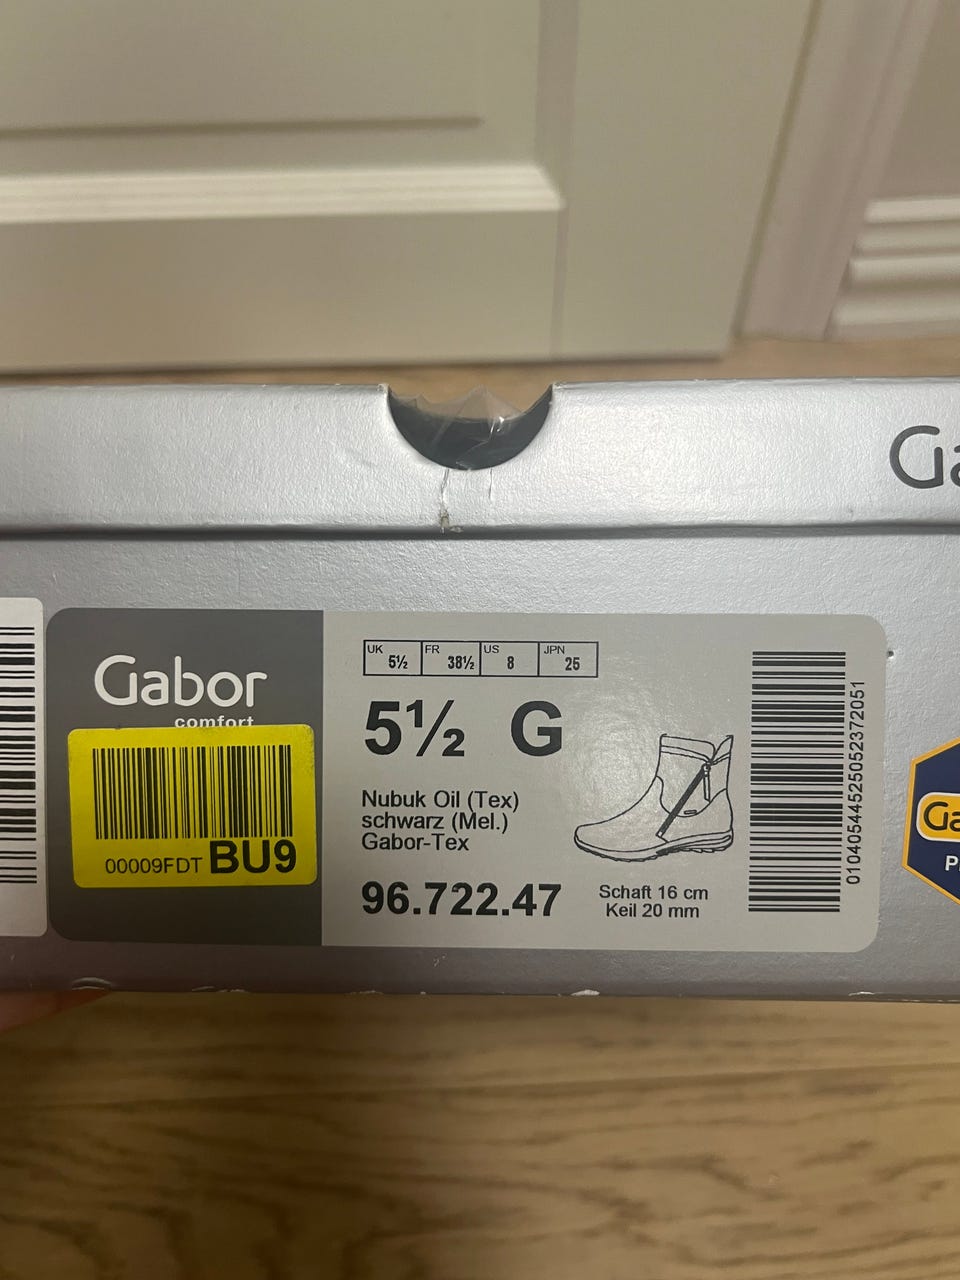 Ga
Gabor
comfort
UK 5½ FR 38½ US 8 JPN 25
5½ G
Nubuk Oil (Tex)
schwarz (Mel.)
Gabor-Tex
96.722.47
Schaft 16 cm
Keil 20 mm
00009FDT BU9
01040544525052372051
Ga
P